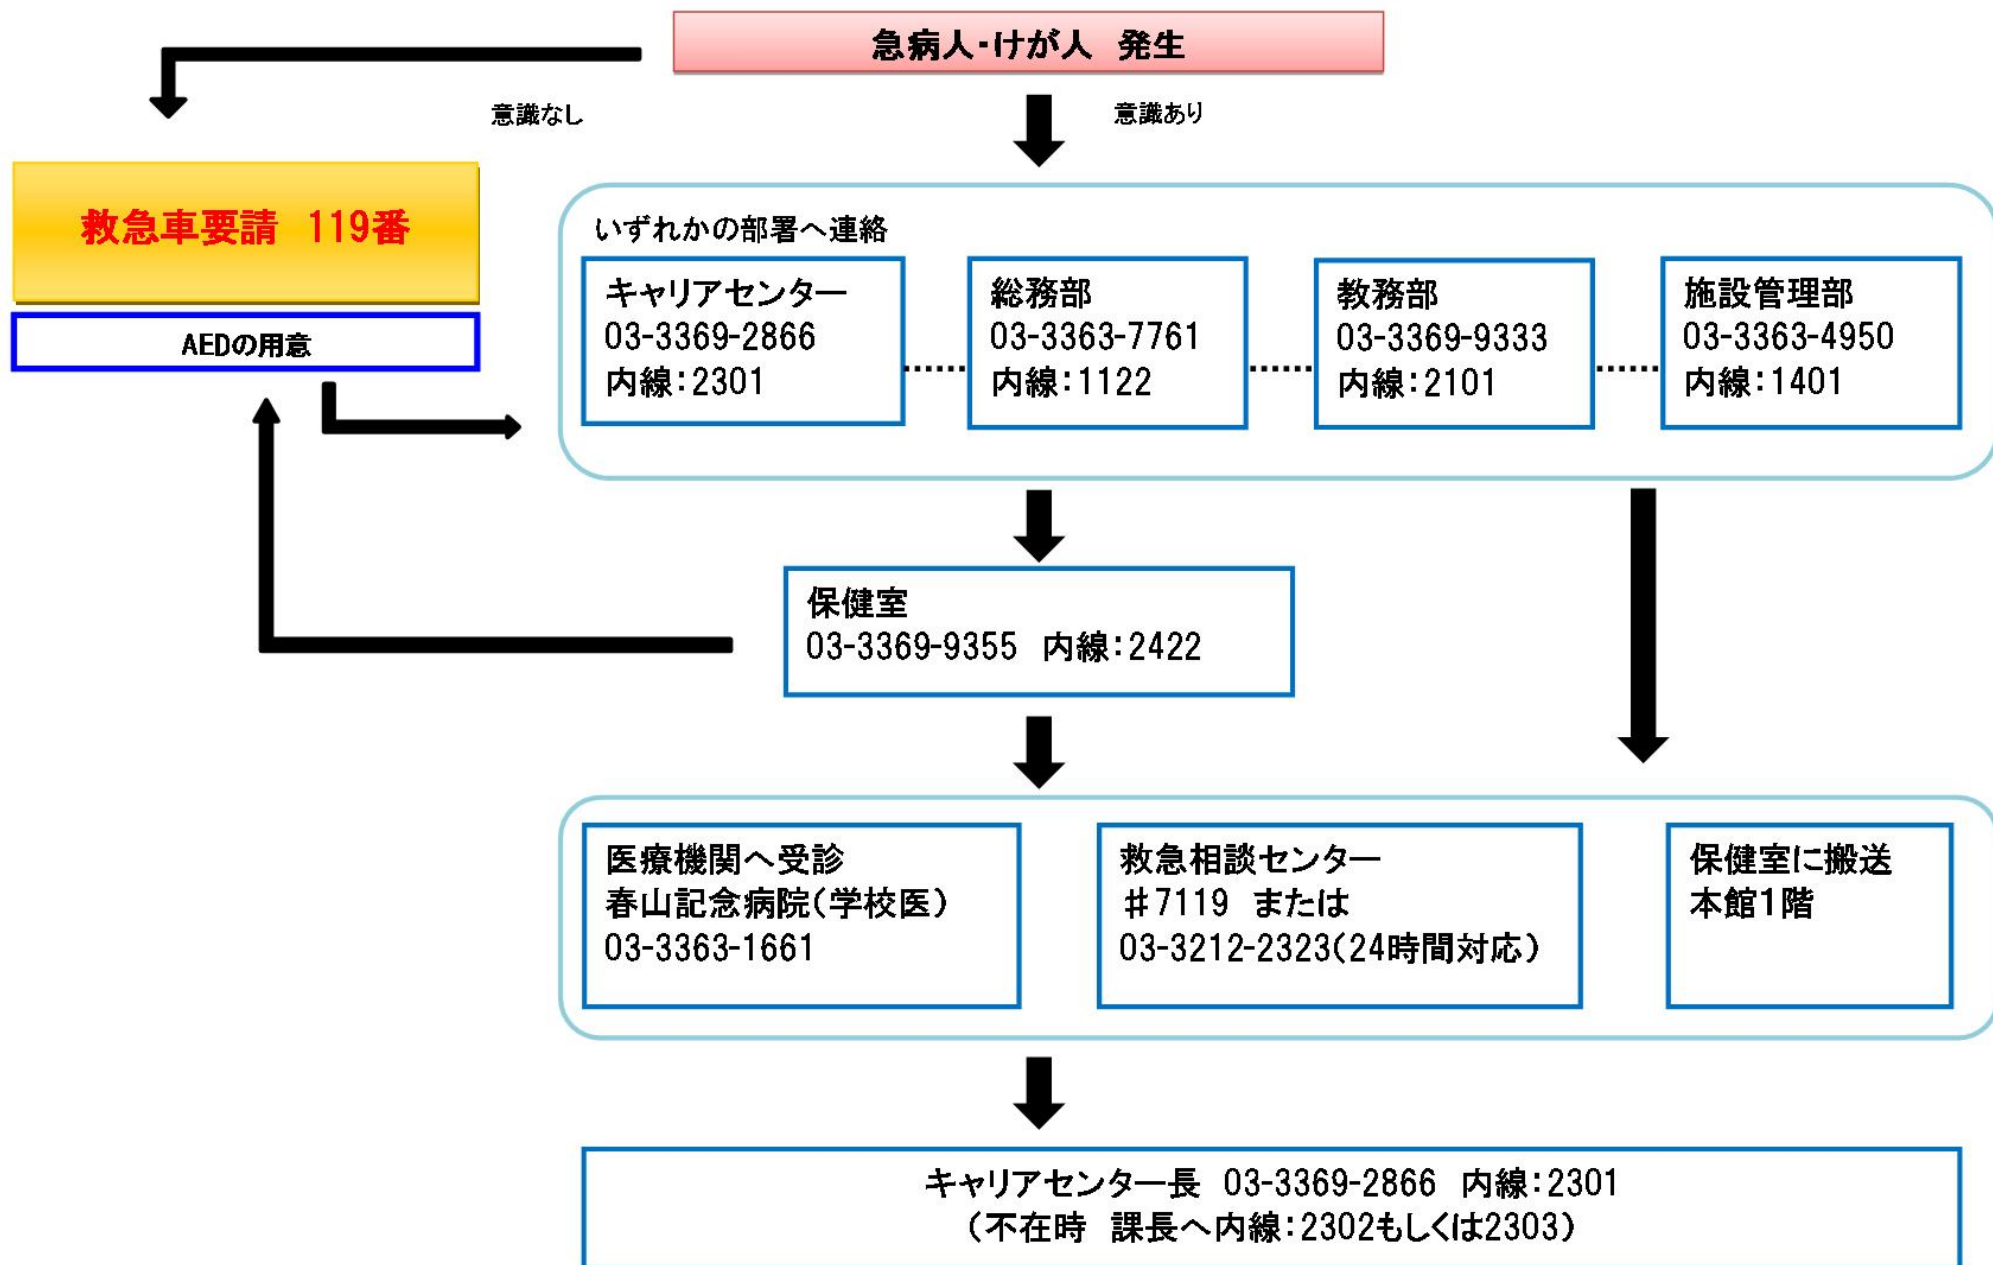 急病人・けが人 発生
意識なし
意識あり
救急車要請 119番
AEDの用意
いずれかの部署へ連絡
キャリアセンター
03-3369-2866
内線:2301
総務部
03-3363-7761
内線:1122
教務部
03-3369-9333
内線:2101
施設管理部
03-3363-4950
内線:1401
保健室
03-3369-9355 内線:2422
医療機関へ受診
春山記念病院(学校医)
03-3363-1661
救急相談センター
#7119 または
03-3212-2323(24時間対応)
保健室に搬送
本館1階
キャリアセンター長 03-3369-2866 内線:2301
(不在時 課長へ内線:2302もしくは2303)